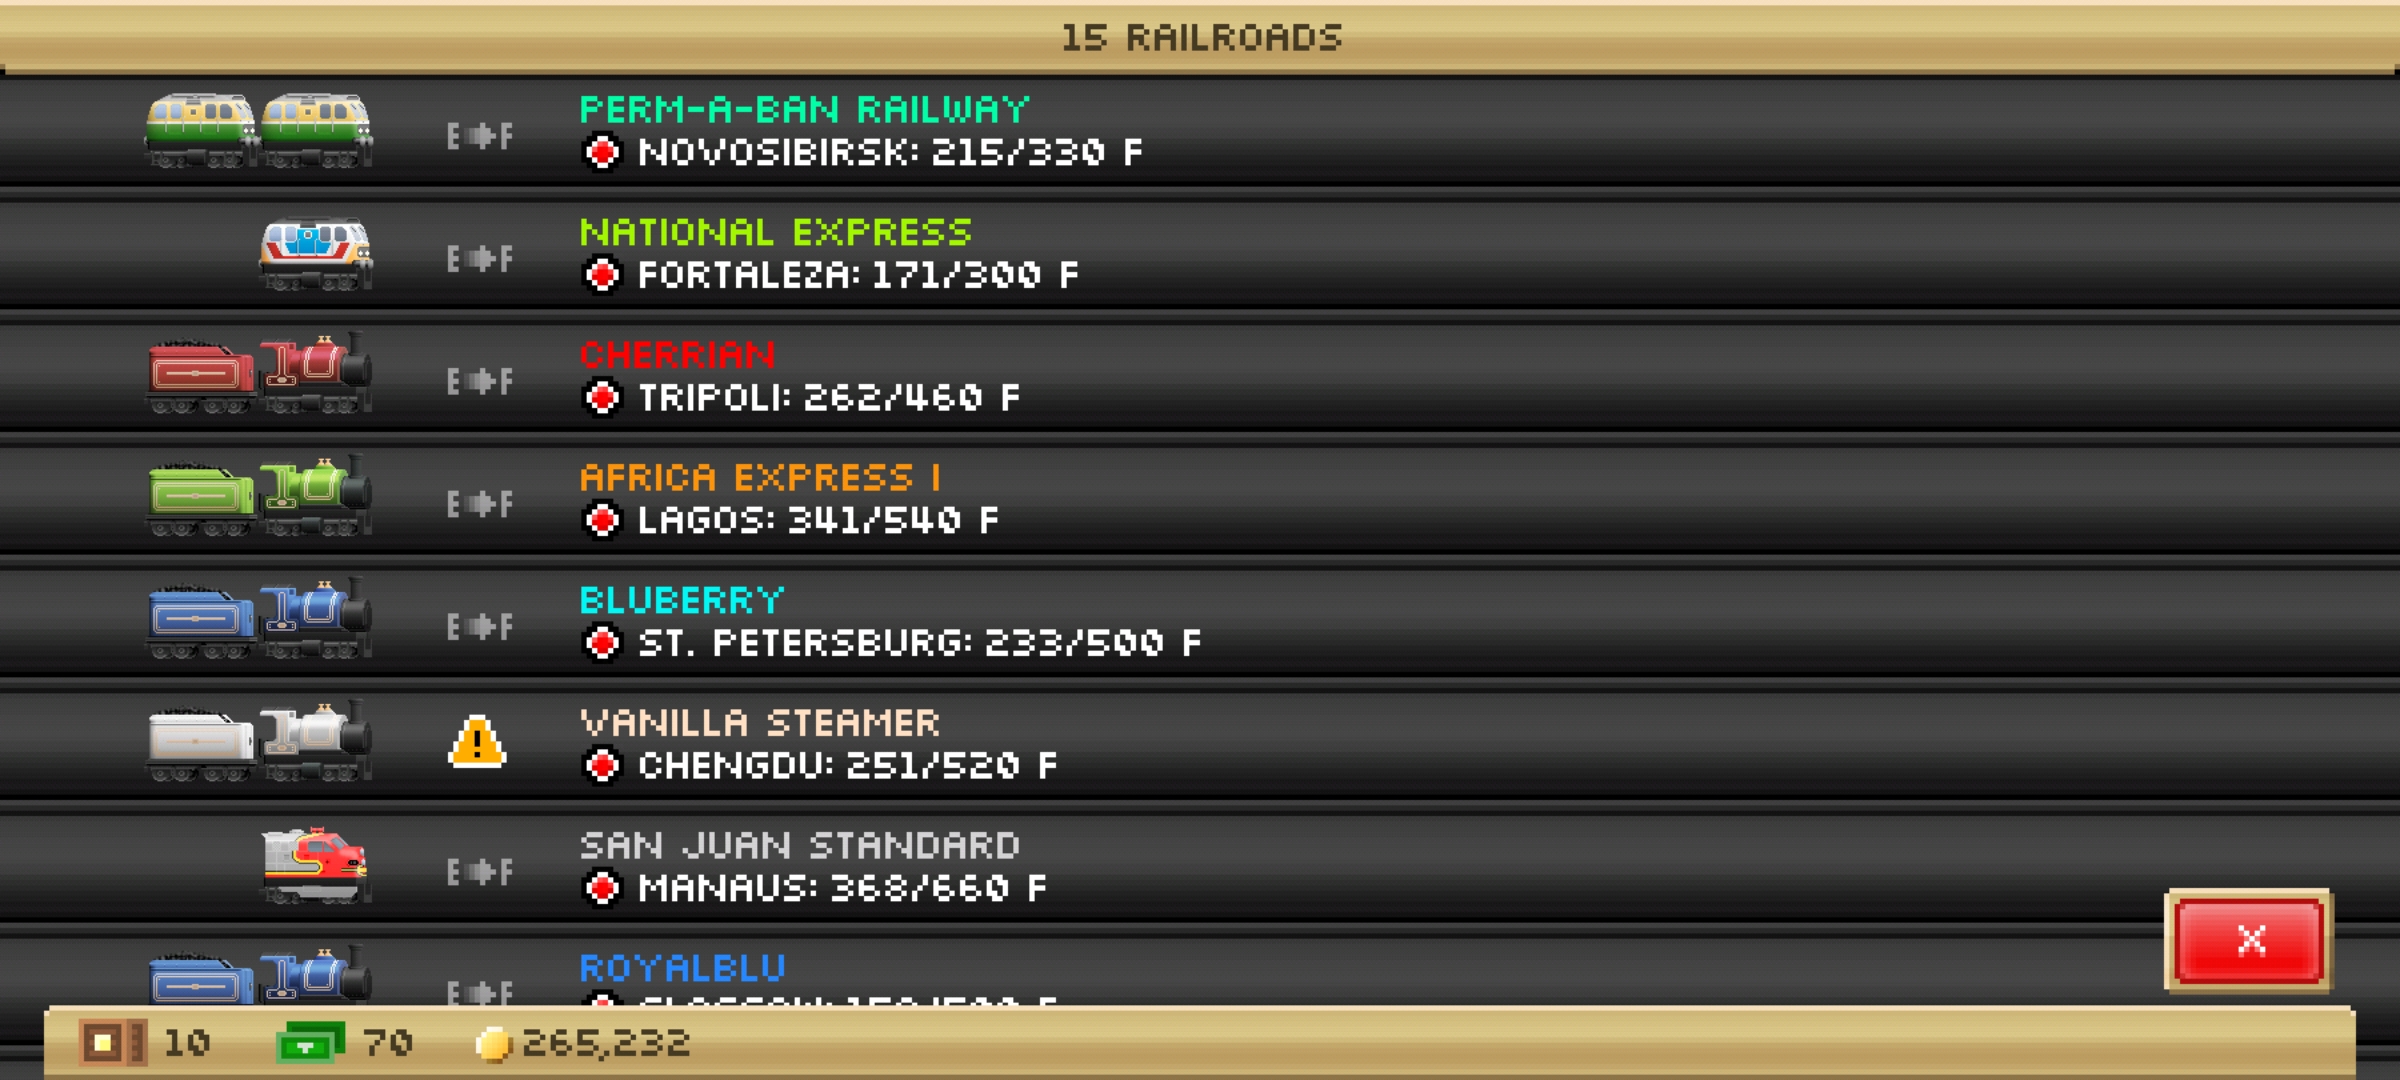 15 RAILROADS
PERM-A-BAN RAILWAY
E F NOVOSIBIRSK: 215/330 F
NATIONAL EXPRESS
E F FORTALEZA: 171/300 F
CHERRIAN
E F TRIPOLI: 262/460 F
AFRICA EXPRESS I
E F LAGOS: 341/540 F
BLUBERRY
E F ST. PETERSBURG: 233/500 F
VANILLA STEAMER
! CHENGDU: 251/520 F
SAN JUAN STANDARD
E F MANAUS: 368/660 F
X
ROYALBLU
E F
10 70 265,232